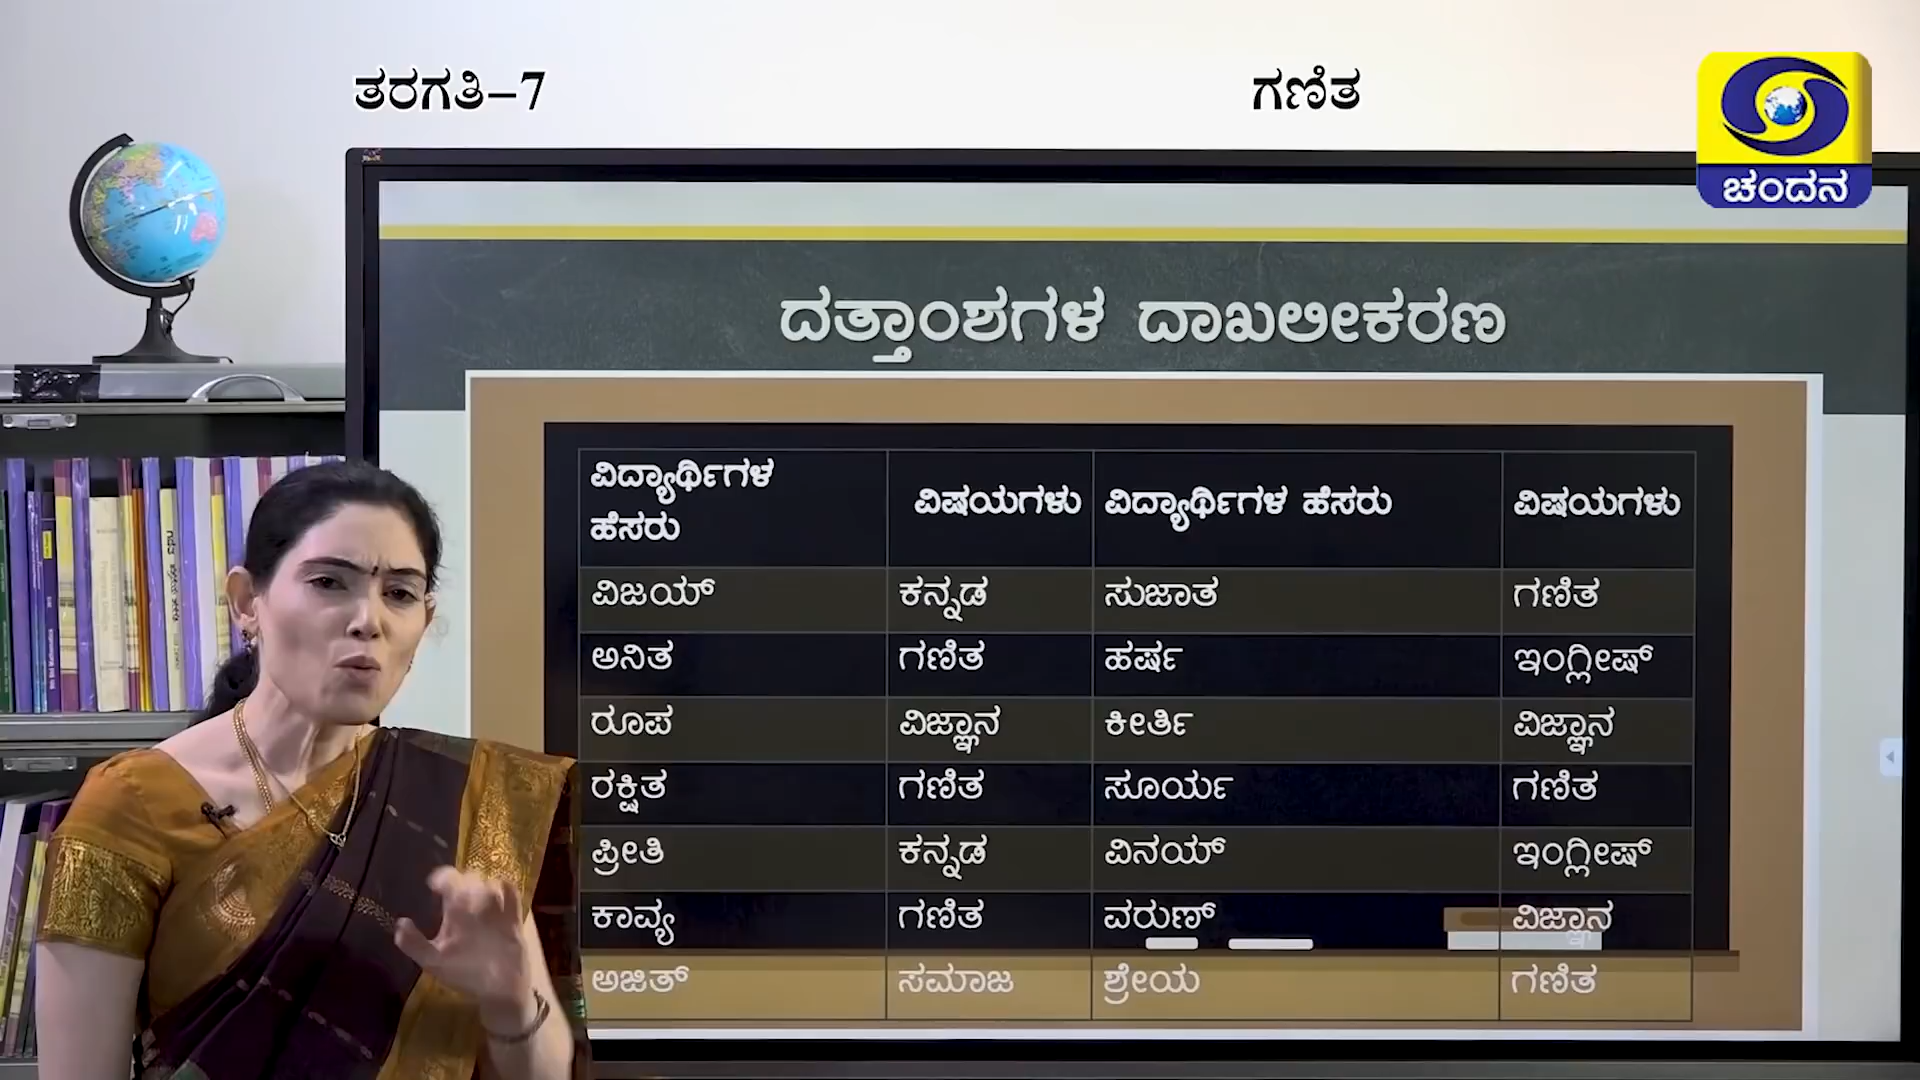 ತರಗತಿ–7
ಗಣಿತ
ಚಂದನ
ದತ್ತಾಂಶಗಳ ದಾಖಲೀಕರಣ
ವಿದ್ಯಾರ್ಥಿಗಳ
ಹೆಸರು
ವಿಷಯಗಳು
ವಿದ್ಯಾರ್ಥಿಗಳ ಹೆಸರು
ವಿಷಯಗಳು
ವಿಜಯ್ ಕನ್ನಡ ಸುಜಾತ ಗಣಿತ
ಅನಿತ ಗಣಿತ ಹರ್ಷ ಇಂಗ್ಲೀಷ್
ರೂಪ ವಿಜ್ಞಾನ ಕೀರ್ತಿ ವಿಜ್ಞಾನ
ರಕ್ಷಿತ ಗಣಿತ ಸೂರ್ಯ ಗಣಿತ
ಪ್ರೀತಿ ಕನ್ನಡ ವಿನಯ್ ಇಂಗ್ಲೀಷ್
ಕಾವ್ಯ ಗಣಿತ ವರುಣ್ ವಿಜ್ಞಾನ
ಅಜಿತ್ ಸಮಾಜ ಶ್ರೇಯ ಗಣಿತ